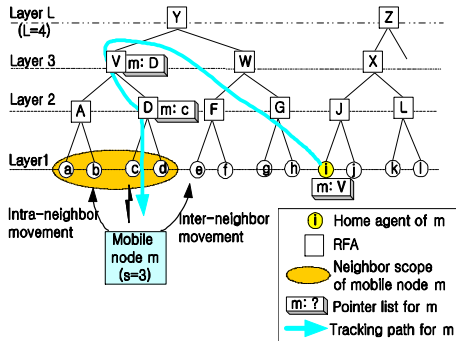 Layer L
(L=4)
Y
Z
Layer 3
V
m: D
W
X
Layer 2
A
D
m: c
F
G
J
L
Layer1
a
b
c
d
e
f
g
h
i
j
k
l
m: V
Intra-neighbor
movement
Inter-neighbor
movement
Mobile
node m
(s=3)
i
Home agent of m
RFA
Neighbor scope
of mobile node m
m: ?
Pointer list for m
Tracking path for m